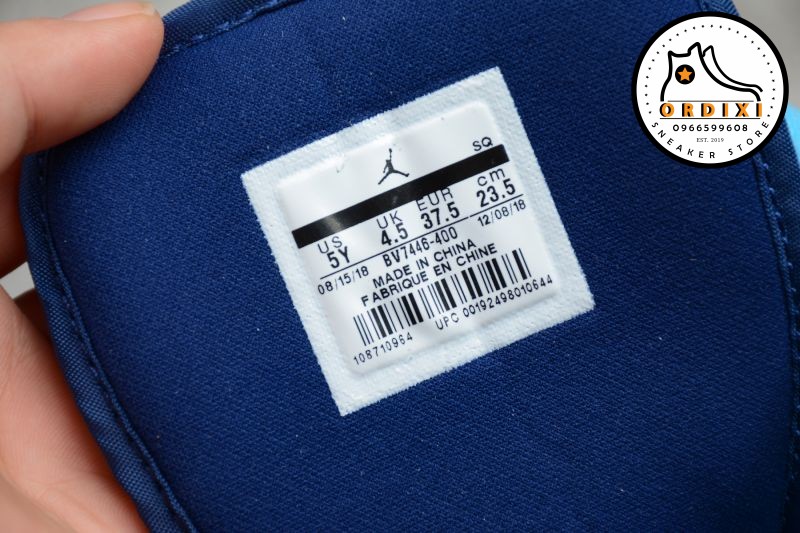 ORDIXI
0966599608
EST. 2019
SNEAKER STORE
SQ
US UK EUR cm
5Y 4.5 37.5 23.5
08/15/18 BV7446-400 12/08/18
MADE IN CHINA
FABRIQUE EN CHINE
108710964 UPC 00192498010644